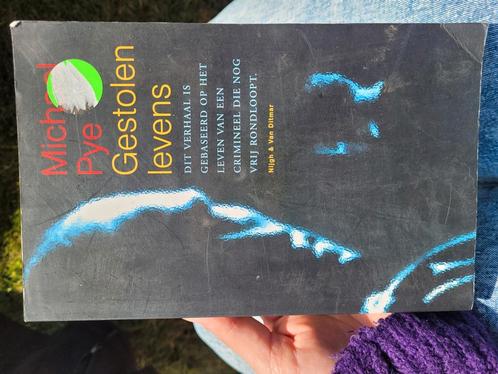 Michael
Pye
Gestolen
levens
DIT VERHAAL IS
GEBASEERD OP HET
LEVEN VAN EEN
CRIMINEEL DIE NOG
VRIJ RONDLOOPT.
Nijgh & Van Ditmar